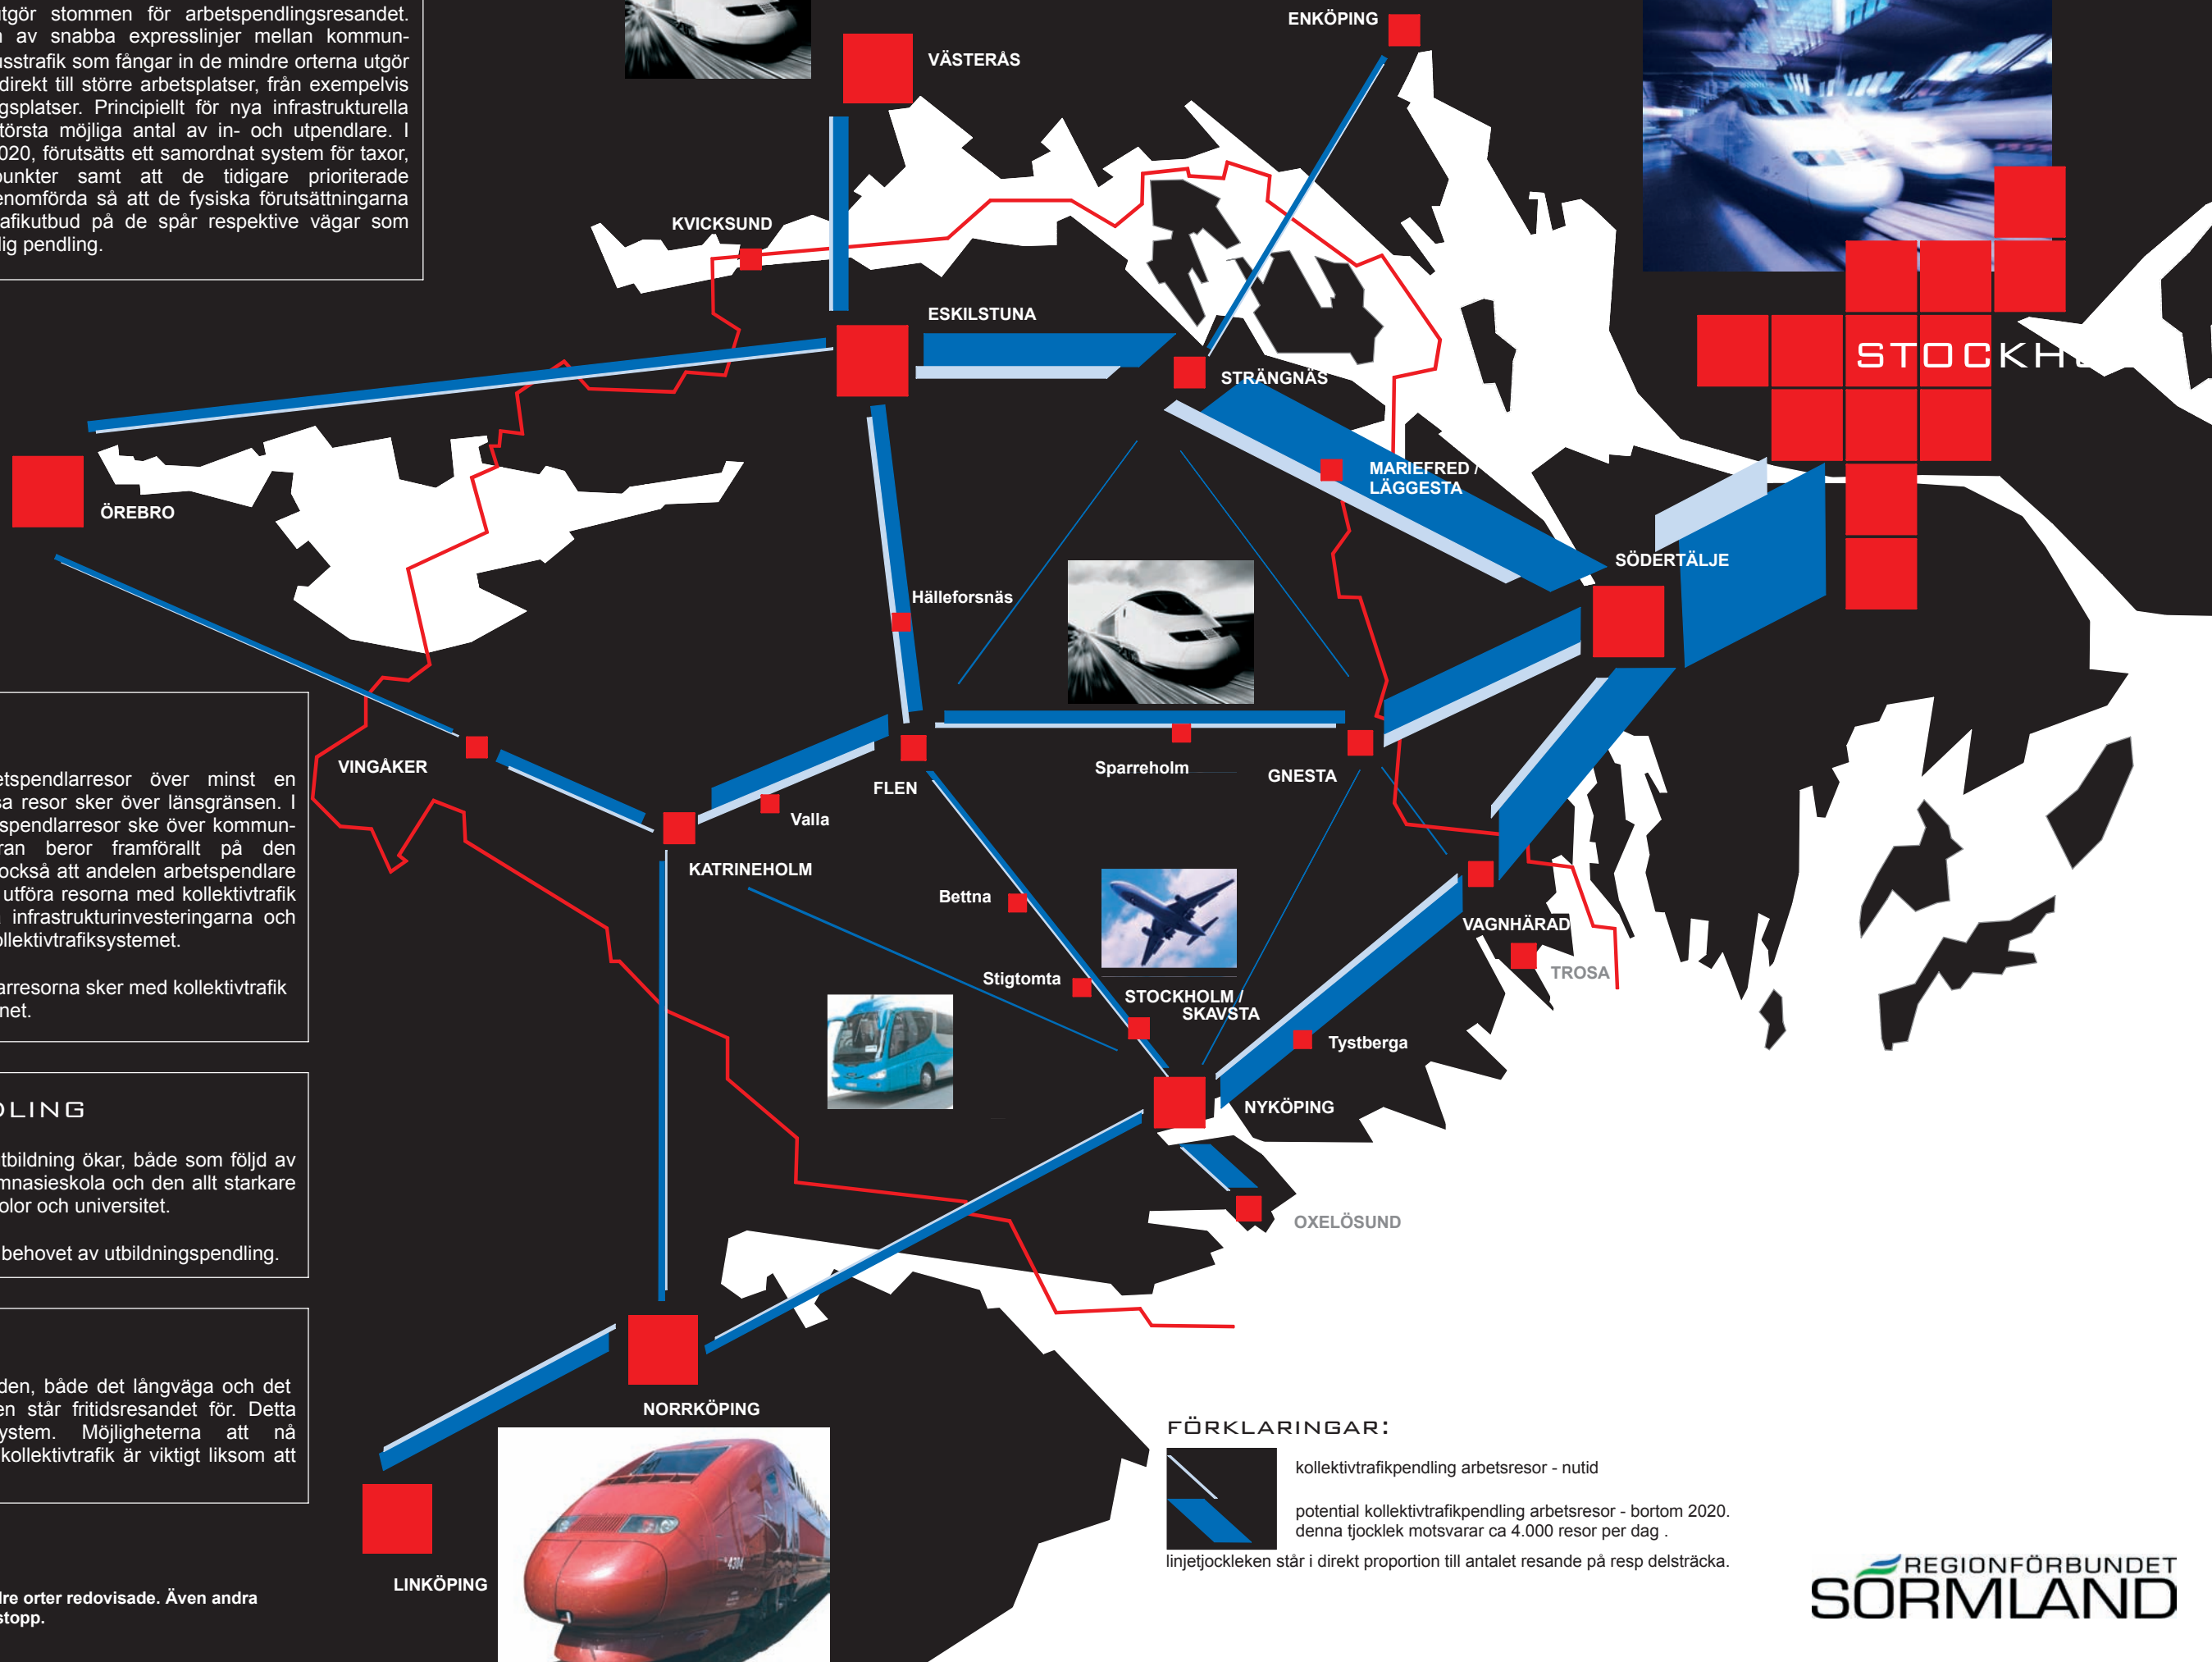 tgör stommen för arbetspendlingsresandet.
av snabba expresslinjer mellan kommun-
usstrafik som fångar in de mindre orterna utgör
direkt till större arbetsplatser, från exempelvis
gsplatser. Principiellt för nya infrastrukturella
törsta möjliga antal av in- och utpendlare. I
020, förutsätts ett samordnat system för taxor,
punkter samt att de tidigare prioriterade
enomförda så att de fysiska förutsättningarna
afikutbud på de spår respektive vägar som
lig pendling.
ENKÖPING
VÄSTERÅS
KVICKSUND
ESKILSTUNA
STRÄNGNÄS
STOCKH
MARIEFRED /
LÄGGESTA
ÖREBRO
SÖDERTÄLJE
Hälleforsnäs
VINGÅKER
FLEN
Sparreholm
GNESTA
Valla
KATRINEHOLM
Bettna
VAGNHÄRAD
TROSA
Stigtomta
STOCKHOLM /
SKAVSTA
Tystberga
NYKÖPING
OXELÖSUND
NORRKÖPING
LINKÖPING
4304
etspendlarresor över minst en
sa resor sker över länsgränsen. I
spendlarresor ske över kommun-
ran beror framförallt på den
också att andelen arbetspendlare
utföra resorna med kollektivtrafik
infrastrukturinvesteringarna och
ollektivtrafiksystemet.
arresorna sker med kollektivtrafik
net.
DLING
tbildning ökar, både som följd av
mnasieskola och den allt starkare
olor och universitet.
behovet av utbildningspendling.
den, både det långväga och det
en står fritidsresandet för. Detta
ystem. Möjligheterna att nå
kollektivtrafik är viktigt liksom att
dre orter redovisade. Även andra
stopp.
FÖRKLARINGAR:
kollektivtrafikpendling arbetsresor - nutid
potential kollektivtrafikpendling arbetsresor - bortom 2020.
denna tjocklek motsvarar ca 4.000 resor per dag .
linjetjockleken står i direkt proportion till antalet resande på resp delsträcka.
REGIONFÖRBUNDET
SÖRMLAND